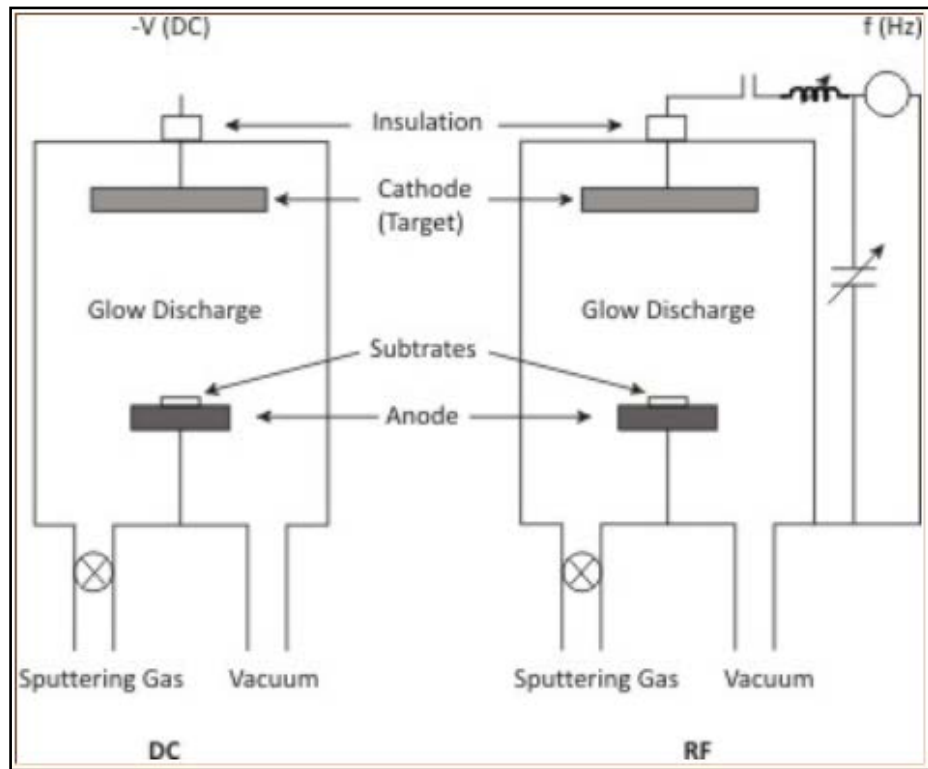 -V (DC)
f (Hz)
Insulation
Cathode
(Target)
Glow Discharge
Glow Discharge
Subtrates
Anode
Sputtering Gas
Vacuum
Sputtering Gas
Vacuum
DC
RF